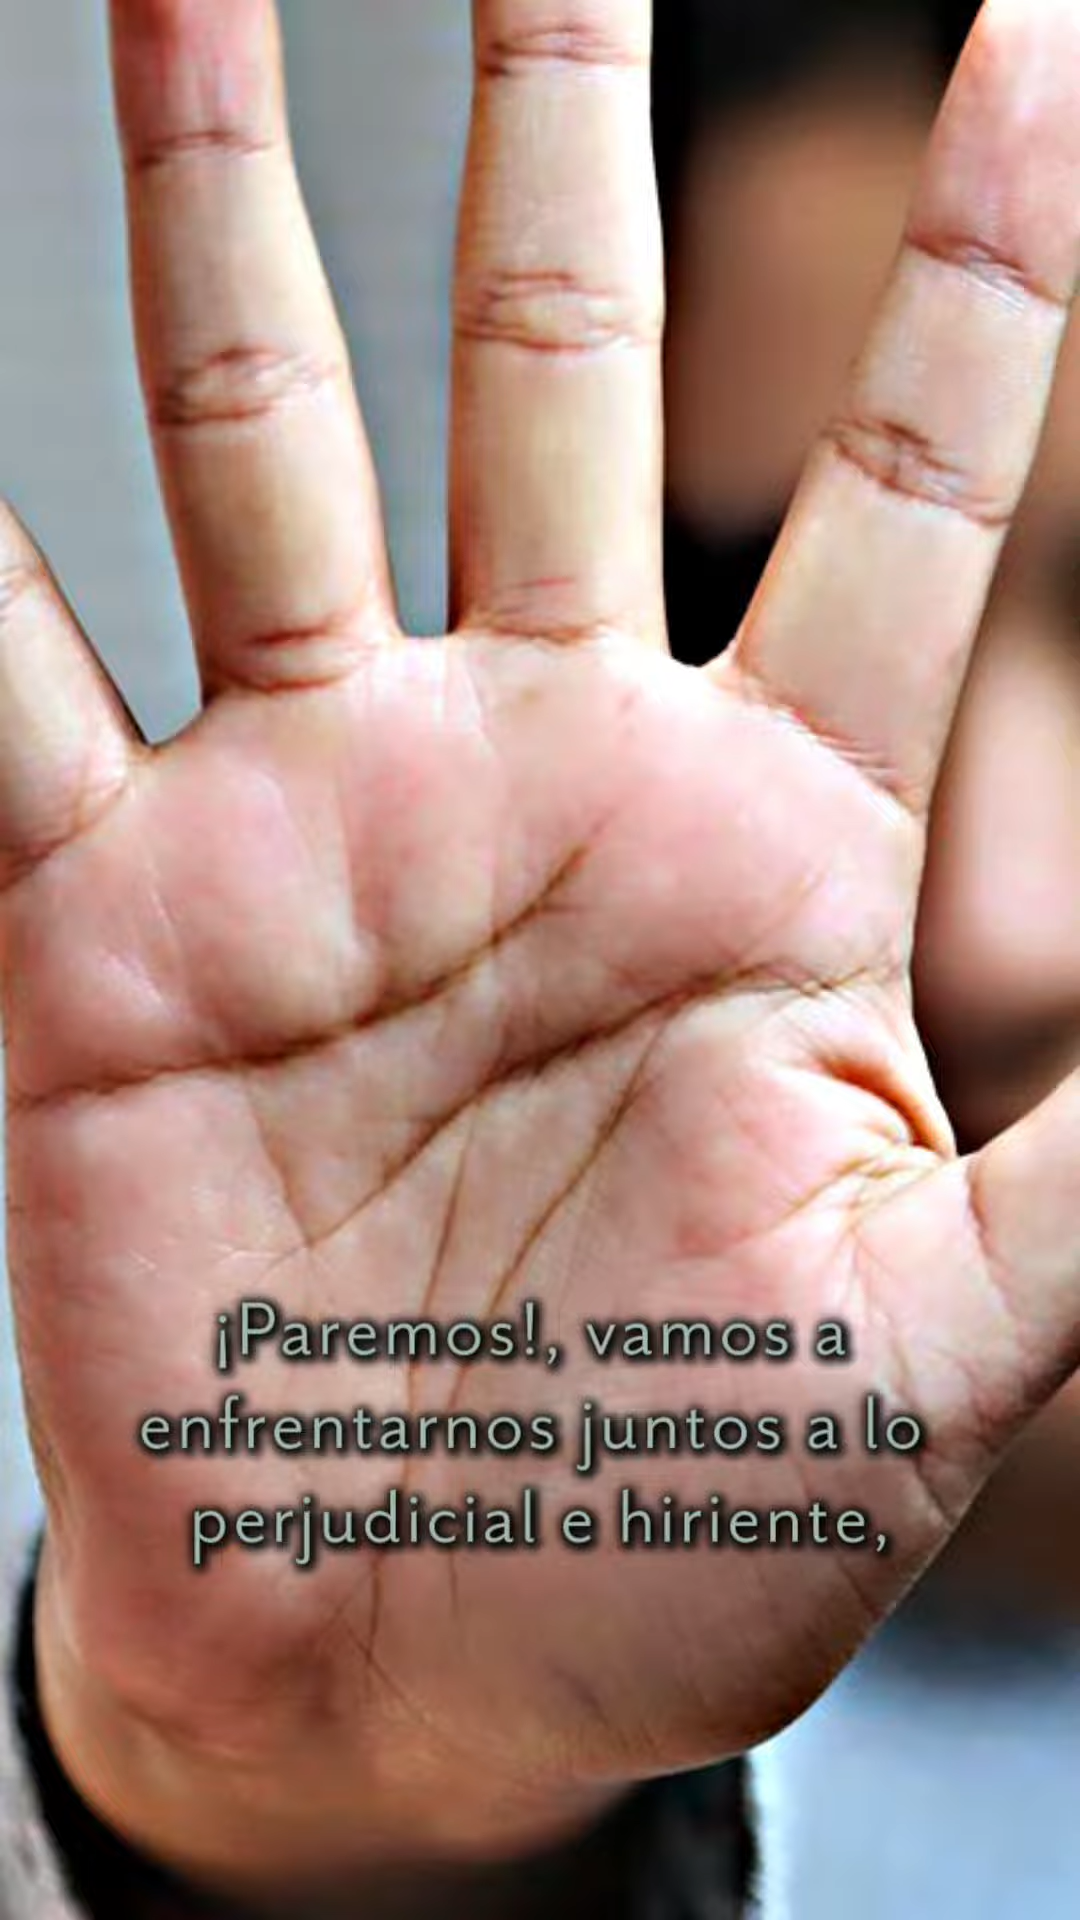 ¡Paremos!, vamos a
enfrentarnos juntos a lo
perjudicial e hiriente,